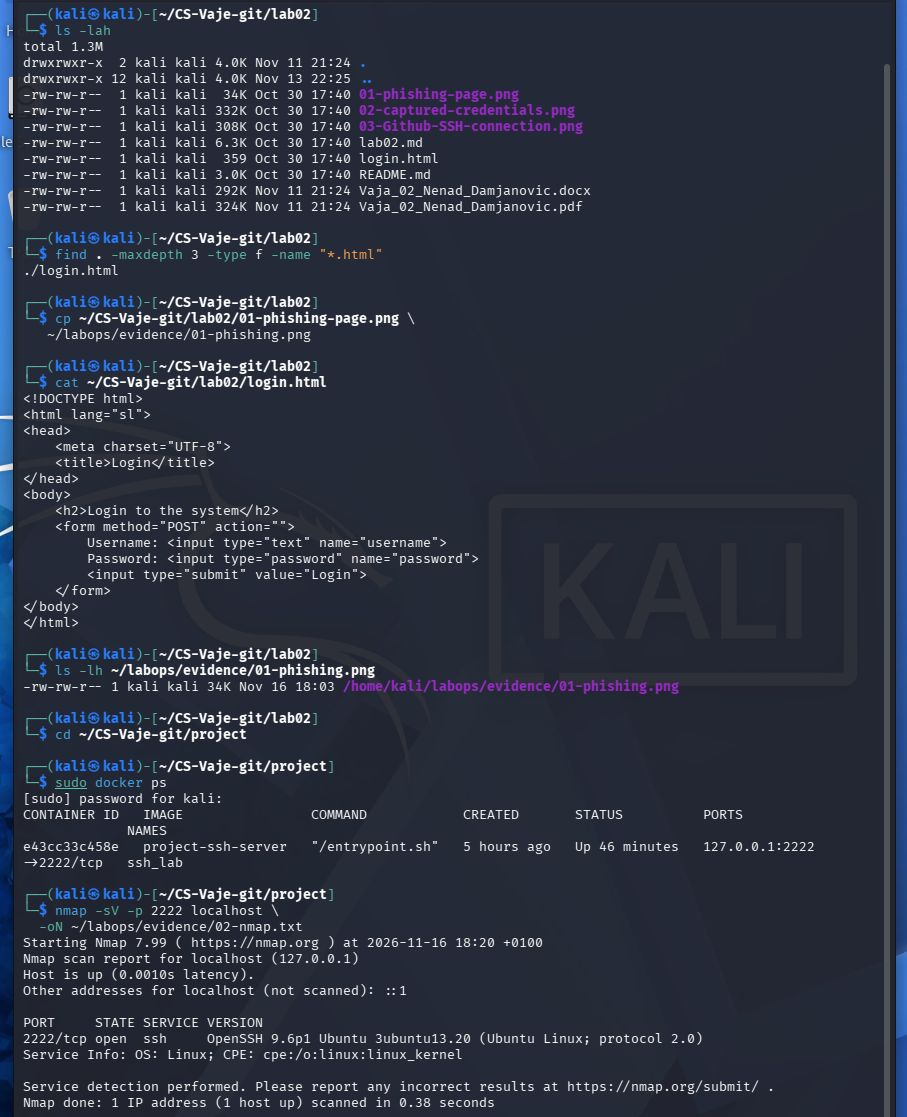 ┌──(kali㉿kali)-[~/CS-Vaje-git/lab02]
└─$ ls -lah
total 1.3M
drwxrwxr-x  2 kali kali 4.0K Nov 11 21:24 .
drwxrwxr-x 12 kali kali 4.0K Nov 13 22:25 ..
-rw-rw-r--  1 kali kali  34K Oct 30 17:40 01-phishing-page.png
-rw-rw-r--  1 kali kali 332K Oct 30 17:40 02-captured-credentials.png
-rw-rw-r--  1 kali kali 308K Oct 30 17:40 03-Github-SSH-connection.png
-rw-rw-r--  1 kali kali 6.3K Oct 30 17:40 lab02.md
-rw-rw-r--  1 kali kali  359 Oct 30 17:40 login.html
-rw-rw-r--  1 kali kali 3.0K Oct 30 17:40 README.md
-rw-rw-r--  1 kali kali 292K Nov 11 21:24 Vaja_02_Nenad_Damjanovic.docx
-rw-rw-r--  1 kali kali 324K Nov 11 21:24 Vaja_02_Nenad_Damjanovic.pdf
┌──(kali㉿kali)-[~/CS-Vaje-git/lab02]
└─$ find . -maxdepth 3 -type f -name "*.html"
./login.html
┌──(kali㉿kali)-[~/CS-Vaje-git/lab02]
└─$ cp ~/CS-Vaje-git/lab02/01-phishing-page.png \
   ~/labops/evidence/01-phishing.png
┌──(kali㉿kali)-[~/CS-Vaje-git/lab02]
└─$ cat ~/CS-Vaje-git/lab02/login.html
<!DOCTYPE html>
<html lang="sl">
<head>
    <meta charset="UTF-8">
    <title>Login</title>
</head>
<body>
    <h2>Login to the system</h2>
    <form method="POST" action="">
        Username: <input type="text" name="username">
        Password: <input type="password" name="password">
        <input type="submit" value="Login">
    </form>
</body>
</html>
┌──(kali㉿kali)-[~/CS-Vaje-git/lab02]
└─$ ls -lh ~/labops/evidence/01-phishing.png
-rw-rw-r-- 1 kali kali 34K Nov 16 18:03 /home/kali/labops/evidence/01-phishing.png
┌──(kali㉿kali)-[~/CS-Vaje-git/lab02]
└─$ cd ~/CS-Vaje-git/project
┌──(kali㉿kali)-[~/CS-Vaje-git/project]
└─$ sudo docker ps
[sudo] password for kali:
CONTAINER ID   IMAGE                COMMAND            CREATED       STATUS          PORTS
             NAMES
e43cc33c458e   project-ssh-server   "/entrypoint.sh"   5 hours ago   Up 46 minutes   127.0.0.1:2222
->2222/tcp   ssh_lab
┌──(kali㉿kali)-[~/CS-Vaje-git/project]
└─$ nmap -sV -p 2222 localhost \
  -oN ~/labops/evidence/02-nmap.txt
Starting Nmap 7.99 ( https://nmap.org ) at 2026-11-16 18:20 +0100
Nmap scan report for localhost (127.0.0.1)
Host is up (0.0010s latency).
Other addresses for localhost (not scanned): ::1
PORT     STATE SERVICE VERSION
2222/tcp open  ssh     OpenSSH 9.6p1 Ubuntu 3ubuntu13.20 (Ubuntu Linux; protocol 2.0)
Service Info: OS: Linux; CPE: cpe:/o:linux:linux_kernel
Service detection performed. Please report any incorrect results at https://nmap.org/submit/ .
Nmap done: 1 IP address (1 host up) scanned in 0.38 seconds
KALI